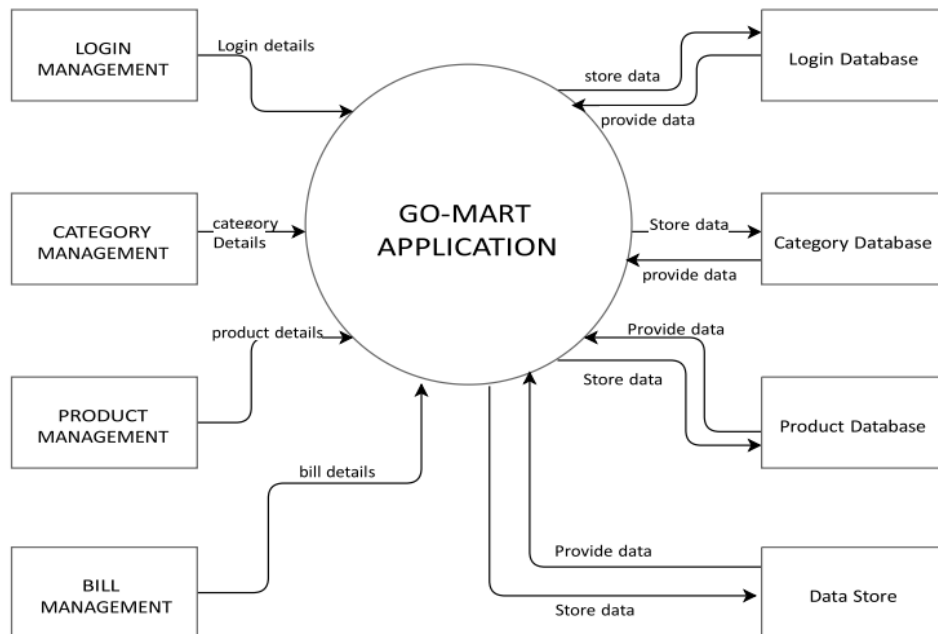 LOGIN
MANAGEMENT
Login details
store data
provide data
Login Database
CATEGORY
MANAGEMENT
category
Details
GO-MART
APPLICATION
Store data
provide data
Category Database
product details
Provide data
Store data
PRODUCT
MANAGEMENT
Product Database
bill details
Provide data
Store data
BILL
MANAGEMENT
Data Store